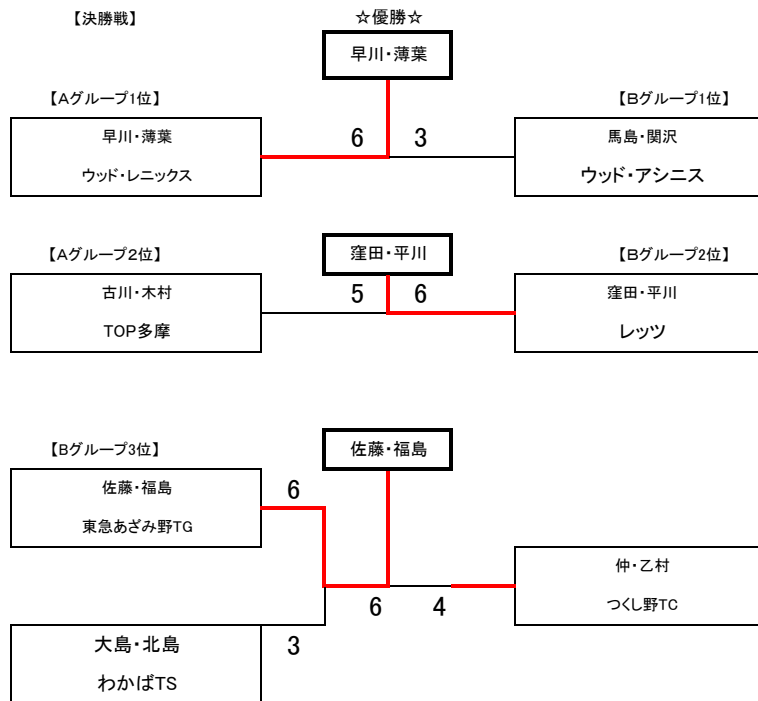 【決勝戦】
☆優勝☆
早川・薄葉
【Aグループ1位】
【Bグループ1位】
早川・薄葉
ウッド・レニックス
6
3
馬島・関沢
ウッド・アシニス
【Aグループ2位】
窪田・平川
【Bグループ2位】
古川・木村
TOP多摩
5
6
窪田・平川
レッツ
【Bグループ3位】
佐藤・福島
佐藤・福島
東急あざみ野TG
6
仲・乙村
つくし野TC
6
4
大島・北島
わかばTS
3